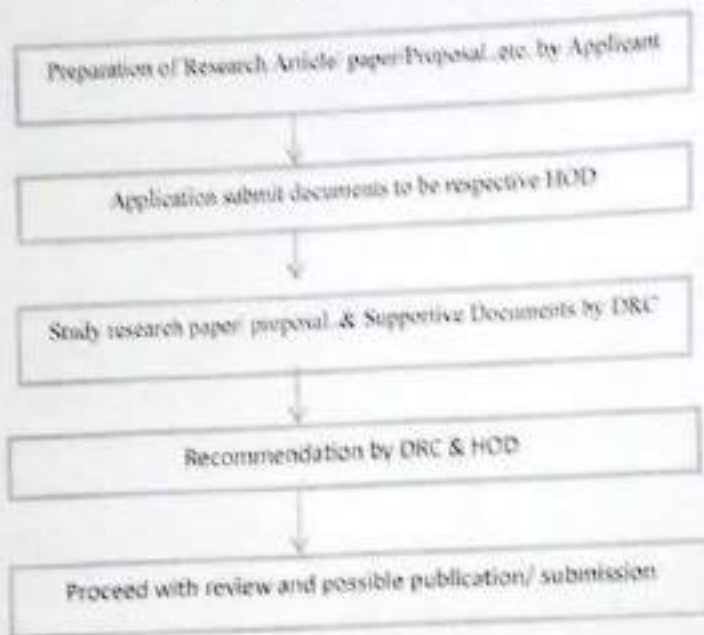 Preparation of Research Article/ paper/Proposal..etc. by Applicant
Application submit documents to be respective HOD
Study research paper/ proposal. & Supportive Documents by DRC
Recommendation by DRC & HOD
Proceed with review and possible publication/ submission